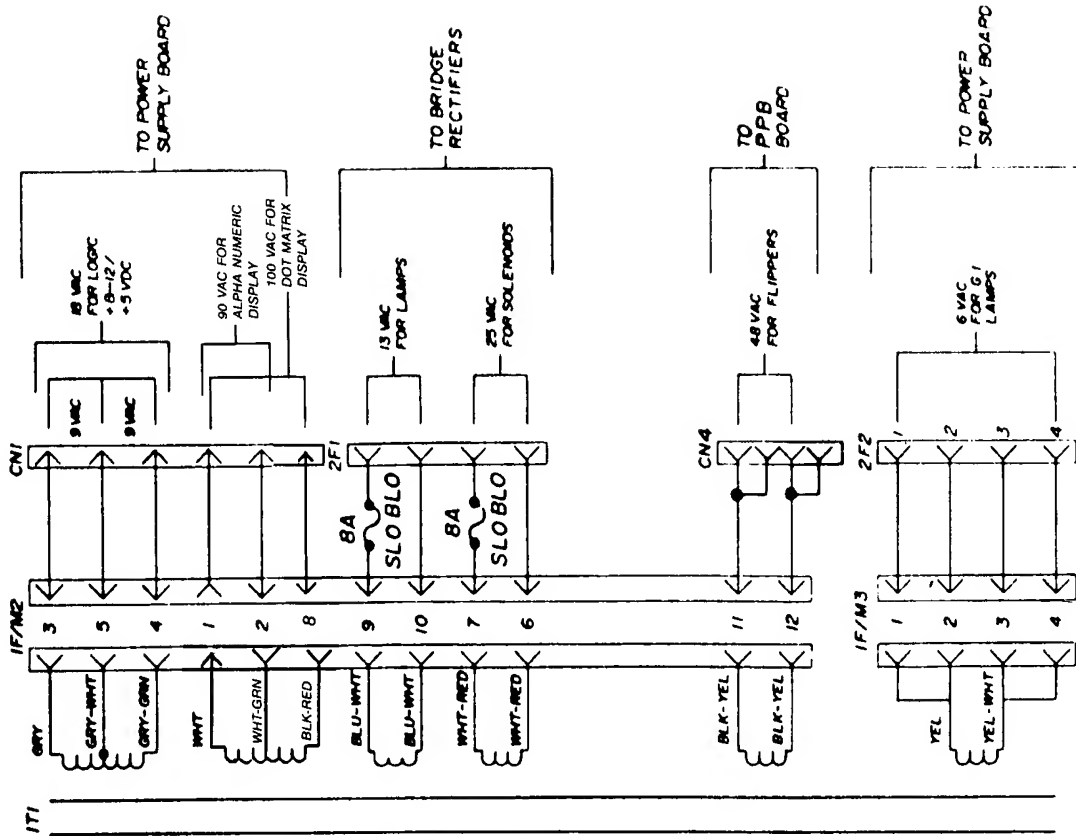 1T1
1F/M2
CN1
GRY
3
9 VAC
18 VAC
FOR LOGIC
+8-12/
+5 VDC
TO POWER
SUPPLY BOARD
GRY-WHT
5
9 VAC
GRY-GRN
4
WHT
1
90 VAC FOR
ALPHA NUMERIC
DISPLAY
WHT-GRN
2
100 VAC FOR
DOT MATRIX
DISPLAY
BLK-RED
8
2F1
BLU-WHT
9
8A
SLO BLO
13 VAC
FOR LAMPS
TO BRIDGE
RECTIFIERS
BLU-WHT
10
WHT-RED
7
8A
SLO BLO
25 VAC
FOR SOLENOIDS
WHT-RED
6
CN4
BLK-YEL
11
48 VAC
FOR FLIPPERS
TO
PPB
BOARD
BLK-YEL
12
1F/M3
2F2
1
1
YEL
2
2
6 VAC
FOR G I
LAMPS
TO POWER
SUPPLY BOARD
YEL-WHT
3
3
4
4